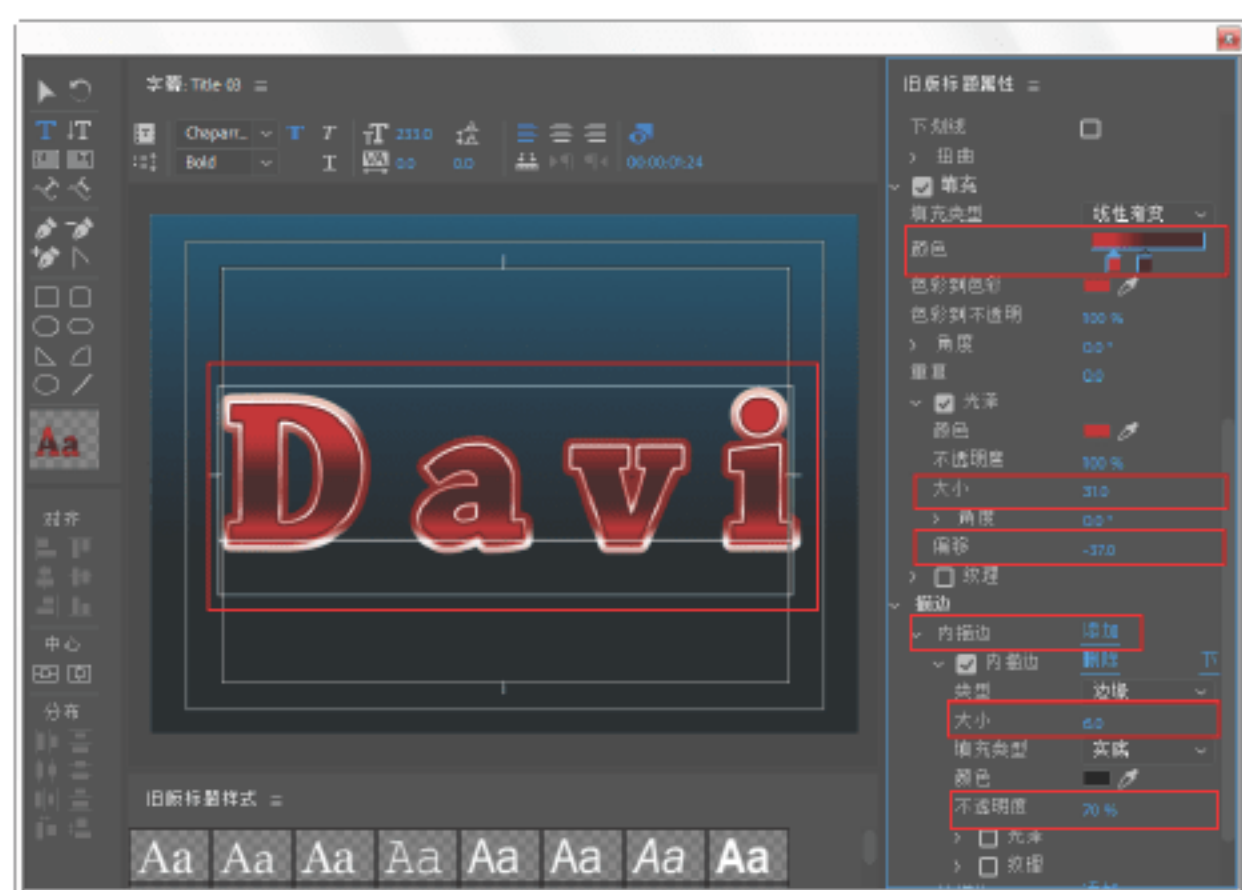 字幕: Title 03
Chaparr...
T
T
233.0
Bold
T
0.0
0.0
00:00:01:24
Aa
对齐
中心
分布
Davi
旧版标题样式
Aa Aa Aa Aa Aa Aa Aa Aa
旧版标题属性
下划线
扭曲
填充
填充类型 线性渐变
颜色
色彩到色彩
色彩到不透明 100 %
角度 0.0 °
重复 0.0
光泽
颜色
不透明度 100 %
大小 31.0
角度 0.0 °
偏移 -37.0
纹理
描边
内描边 添加
内描边 删除 下
类型 边缘
大小 6.0
填充类型 实底
颜色
不透明度 70 %
光泽
纹理